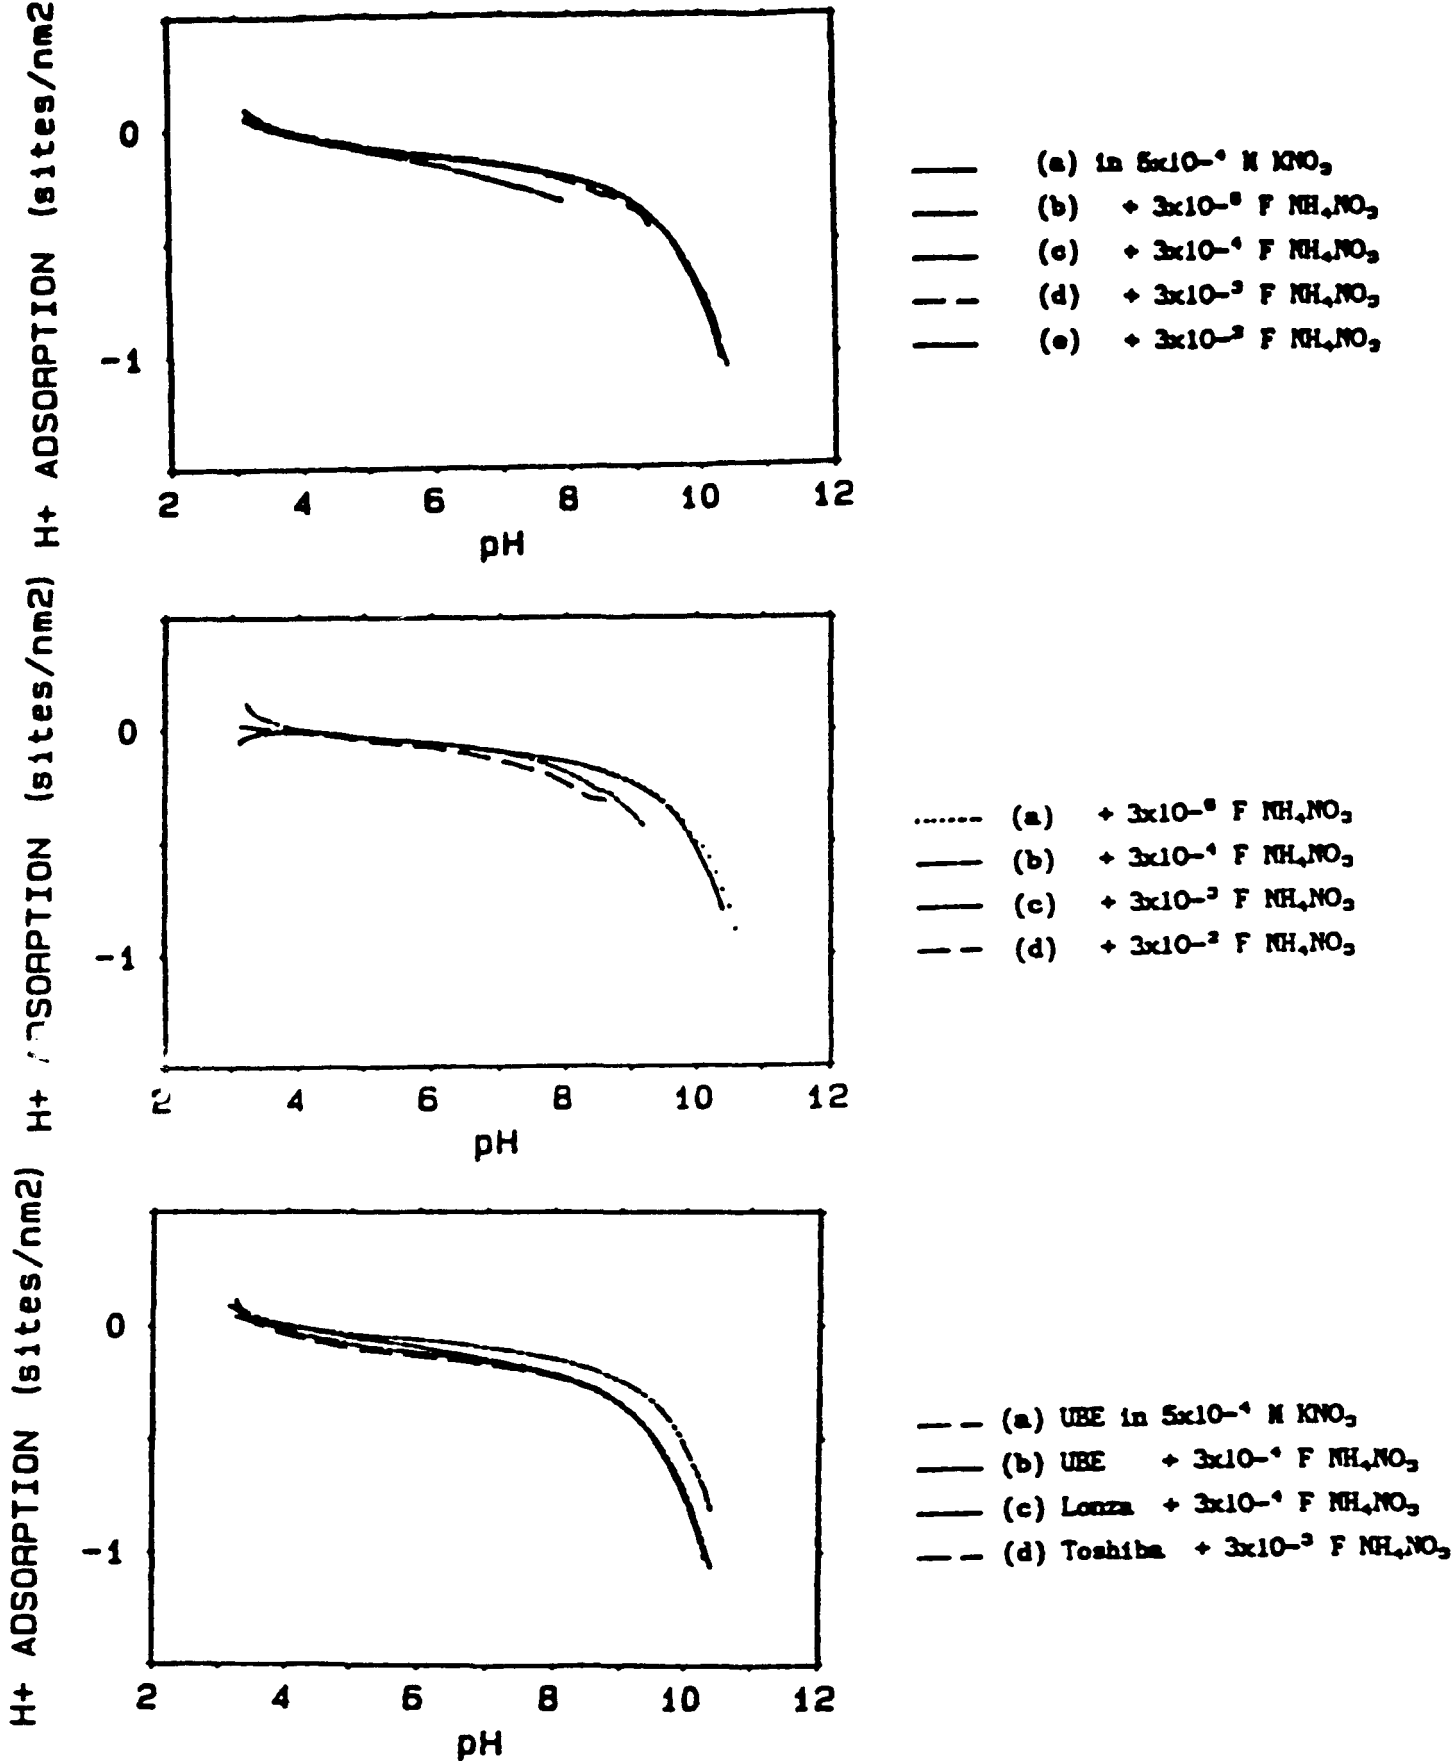 H+ ADSORPTION (sites/nm2
0
-1
2 4 6 8 10 12
pH
(a) in 5x10-⁴ M KNO₃
(b) + 3x10-⁵ F NH₄NO₃
(c) + 3x10-⁴ F NH₄NO₃
(d) + 3x10-³ F NH₄NO₃
(e) + 3x10-² F NH₄NO₃
H+ SORPTION (sites/nm2)
0
-1
2 4 6 8 10 12
pH
(a) + 3x10-⁵ F NH₄NO₃
(b) + 3x10-⁴ F NH₄NO₃
(c) + 3x10-³ F NH₄NO₃
(d) + 3x10-² F NH₄NO₃
H+ ADSORPTION (sites/nm2)
0
-1
2 4 6 8 10 12
pH
(a) UBE in 5x10-⁴ M KNO₃
(b) UBE + 3x10-⁴ F NH₄NO₃
(c) Lonza + 3x10-⁴ F NH₄NO₃
(d) Toshiba + 3x10-³ F NH₄NO₃